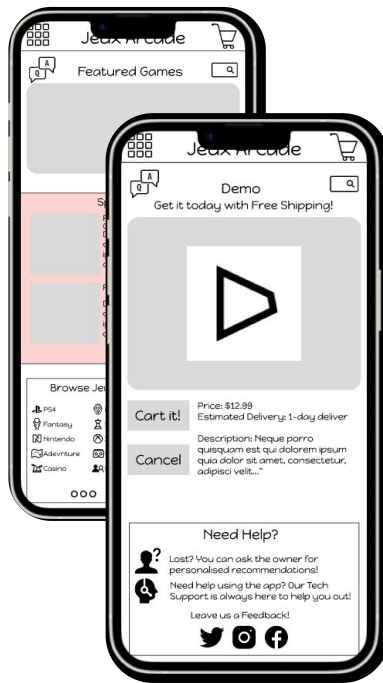 Jeux Arcade
A
Q
Featured Games
Sp
Browse Jeu
PS4
Fantasy
Nintendo
Adevnture
Casino
Jeux Arcade
A
Q
Demo
Get it today with Free Shipping!
Cart it!
Price: $12.99
Estimated Delivery: 1-day deliver
Cancel
Description: Neque porro
quisquam est qui dolorem ipsum
quia dolor sit amet, consectetur,
adipisci velit..."
Need Help?
?
Lost? You can ask the owner for
personalised recommendations!
Need help using the app? Our Tech
Support is always here to help you out!
Leave us a Feedback!